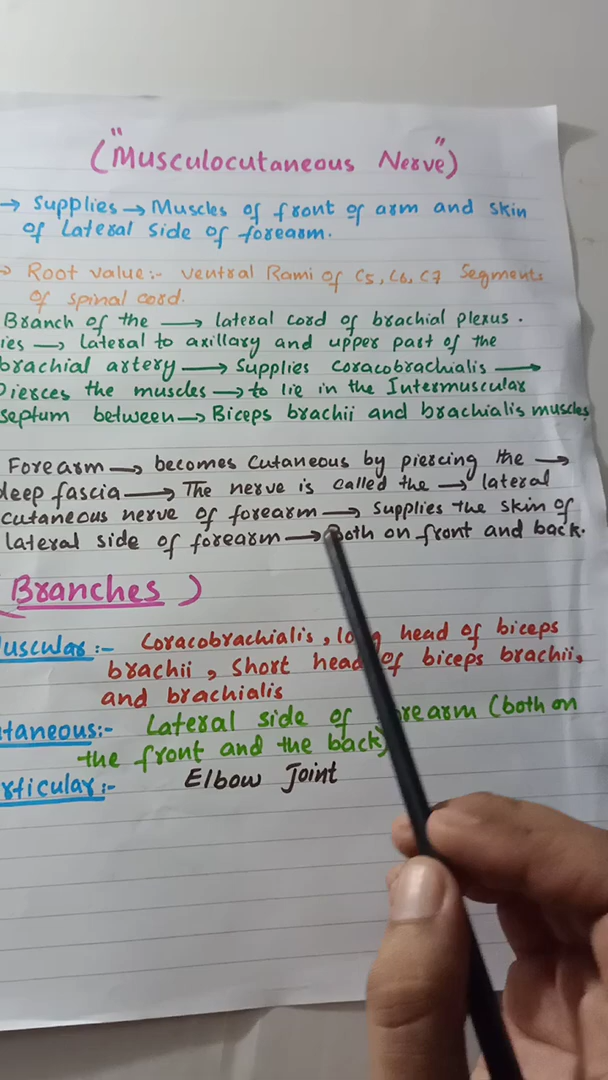 ("Musculocutaneous Nerve")
→ Supplies → Muscles of front of arm and skin
of Lateral side of forearm.
Root value:- ventral Rami of C5, C6, C7 Segments
of spinal cord.
Branch of the → lateral cord of brachial plexus.
ies → lateral to axillary and upper part of the
brachial artery → Supplies coracobrachialis →
Pierces the muscles → to lie in the Intermuscular
septum between → Biceps brachii and brachialis muscles
Forearm → becomes cutaneous by piercing the →
deep fascia → The nerve is called the → lateral
cutaneous nerve of forearm → supplies the skin of
lateral side of forearm → Both on front and back.
(Branches)
uscular:- Coracobrachialis, long head of biceps
brachii, Short head of biceps brachii,
and brachialis
taneous:- Lateral side of forearm (both on
the front and the back)
rticular:- Elbow Joint